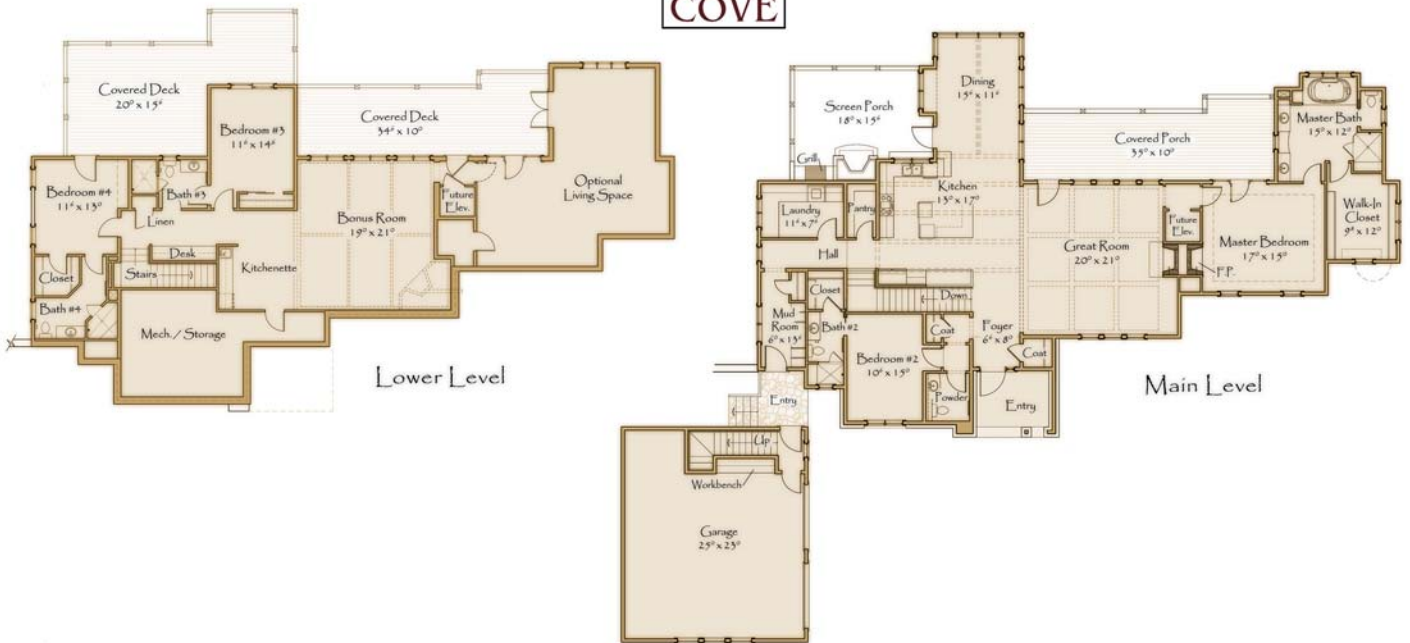 COVE
Covered Deck
20⁰ x 15⁶
Bedroom #3
11⁶ x 14⁶
Covered Deck
34⁶ x 10⁰
Bedroom #4
11⁶ x 13⁰
Bath #3
Linen
Desk
Closet
Stairs
Kitchenette
Bonus Room
19⁰ x 21⁰
Future
Elev.
Optional
Living Space
Bath #4
Mech. / Storage
Lower Level
Dining
15⁶ x 11⁶
Screen Porch
18⁰ x 15⁶
Grill
Covered Porch
35⁰ x 10⁰
Master Bath
15⁰ x 12⁰
Laundry
11⁶ x 7⁶
Pantry
Kitchen
13⁰ x 17⁰
Hall
Great Room
20⁰ x 21⁰
Future
Elev.
F.P.
Master Bedroom
17⁰ x 15⁰
Walk-In
Closet
9⁸ x 12⁰
Closet
Down
Mud
Room
6⁰ x 13⁶
Bath #2
Bedroom #2
10⁶ x 15⁰
Coat
Foyer
6⁶ x 8⁰
Coat
Powder
Entry
Main Level
Entry
Up
Workbench
Garage
25⁰ x 23⁰